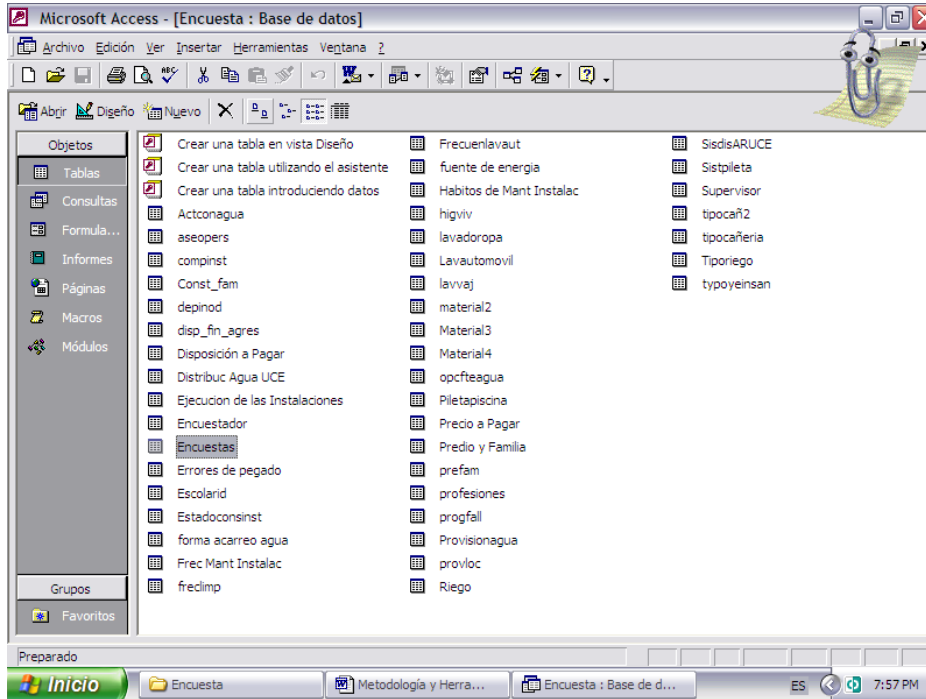 Microsoft Access - [Encuesta : Base de datos]
Archivo Edición Ver Insertar Herramientas Ventana ?
Abrir Diseño Nuevo
Objetos
Tablas
Consultas
Formula...
Informes
Páginas
Macros
Módulos
Grupos
Favoritos
Crear una tabla en vista Diseño
Crear una tabla utilizando el asistente
Crear una tabla introduciendo datos
Actconagua
aseopers
compinst
Const_fam
depinod
disp_fin_agres
Disposición a Pagar
Distribuc Agua UCE
Ejecucion de las Instalaciones
Encuestador
Encuestas
Errores de pegado
Escolarid
Estadoconsinst
forma acarreo agua
Frec Mant Instalac
freclimp
Frecuenlavaut
fuente de energia
Habitos de Mant Instalac
higviv
lavadoropa
Lavautomovil
lavvaj
material2
Material3
Material4
opcfteagua
Piletapiscina
Precio a Pagar
Predio y Familia
prefam
profesiones
progfall
Provisionagua
provloc
Riego
SisdisARUCE
Sistpileta
Supervisor
tipocañ2
tipocañeria
Tiporiego
typoyeinsan
Preparado
Inicio
Encuesta
Metodología y Herra...
Encuesta : Base de d...
ES
7:57 PM